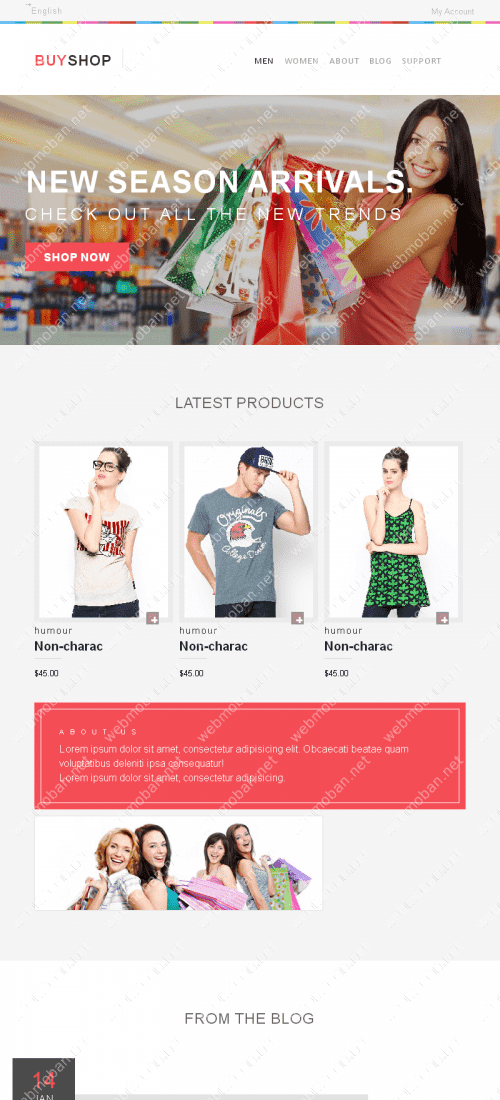 English
My Account
BUYSHOP
MEN WOMEN ABOUT BLOG SUPPORT
NEW SEASON ARRIVALS.
CHECK OUT ALL THE NEW TRENDS
SHOP NOW
LATEST PRODUCTS
Originals
humour
Non-charac
$45.00
humour
Non-charac
$45.00
humour
Non-charac
$45.00
ABOUT US
Lorem ipsum dolor sit amet, consectetur adipisicing elit. Obcaecati beatae quam
voluptatibus deleniti ipsa consequatur!
Lorem ipsum dolor sit amet, consectetur adipisicing.
FROM THE BLOG
14
JAN
webmoban.net